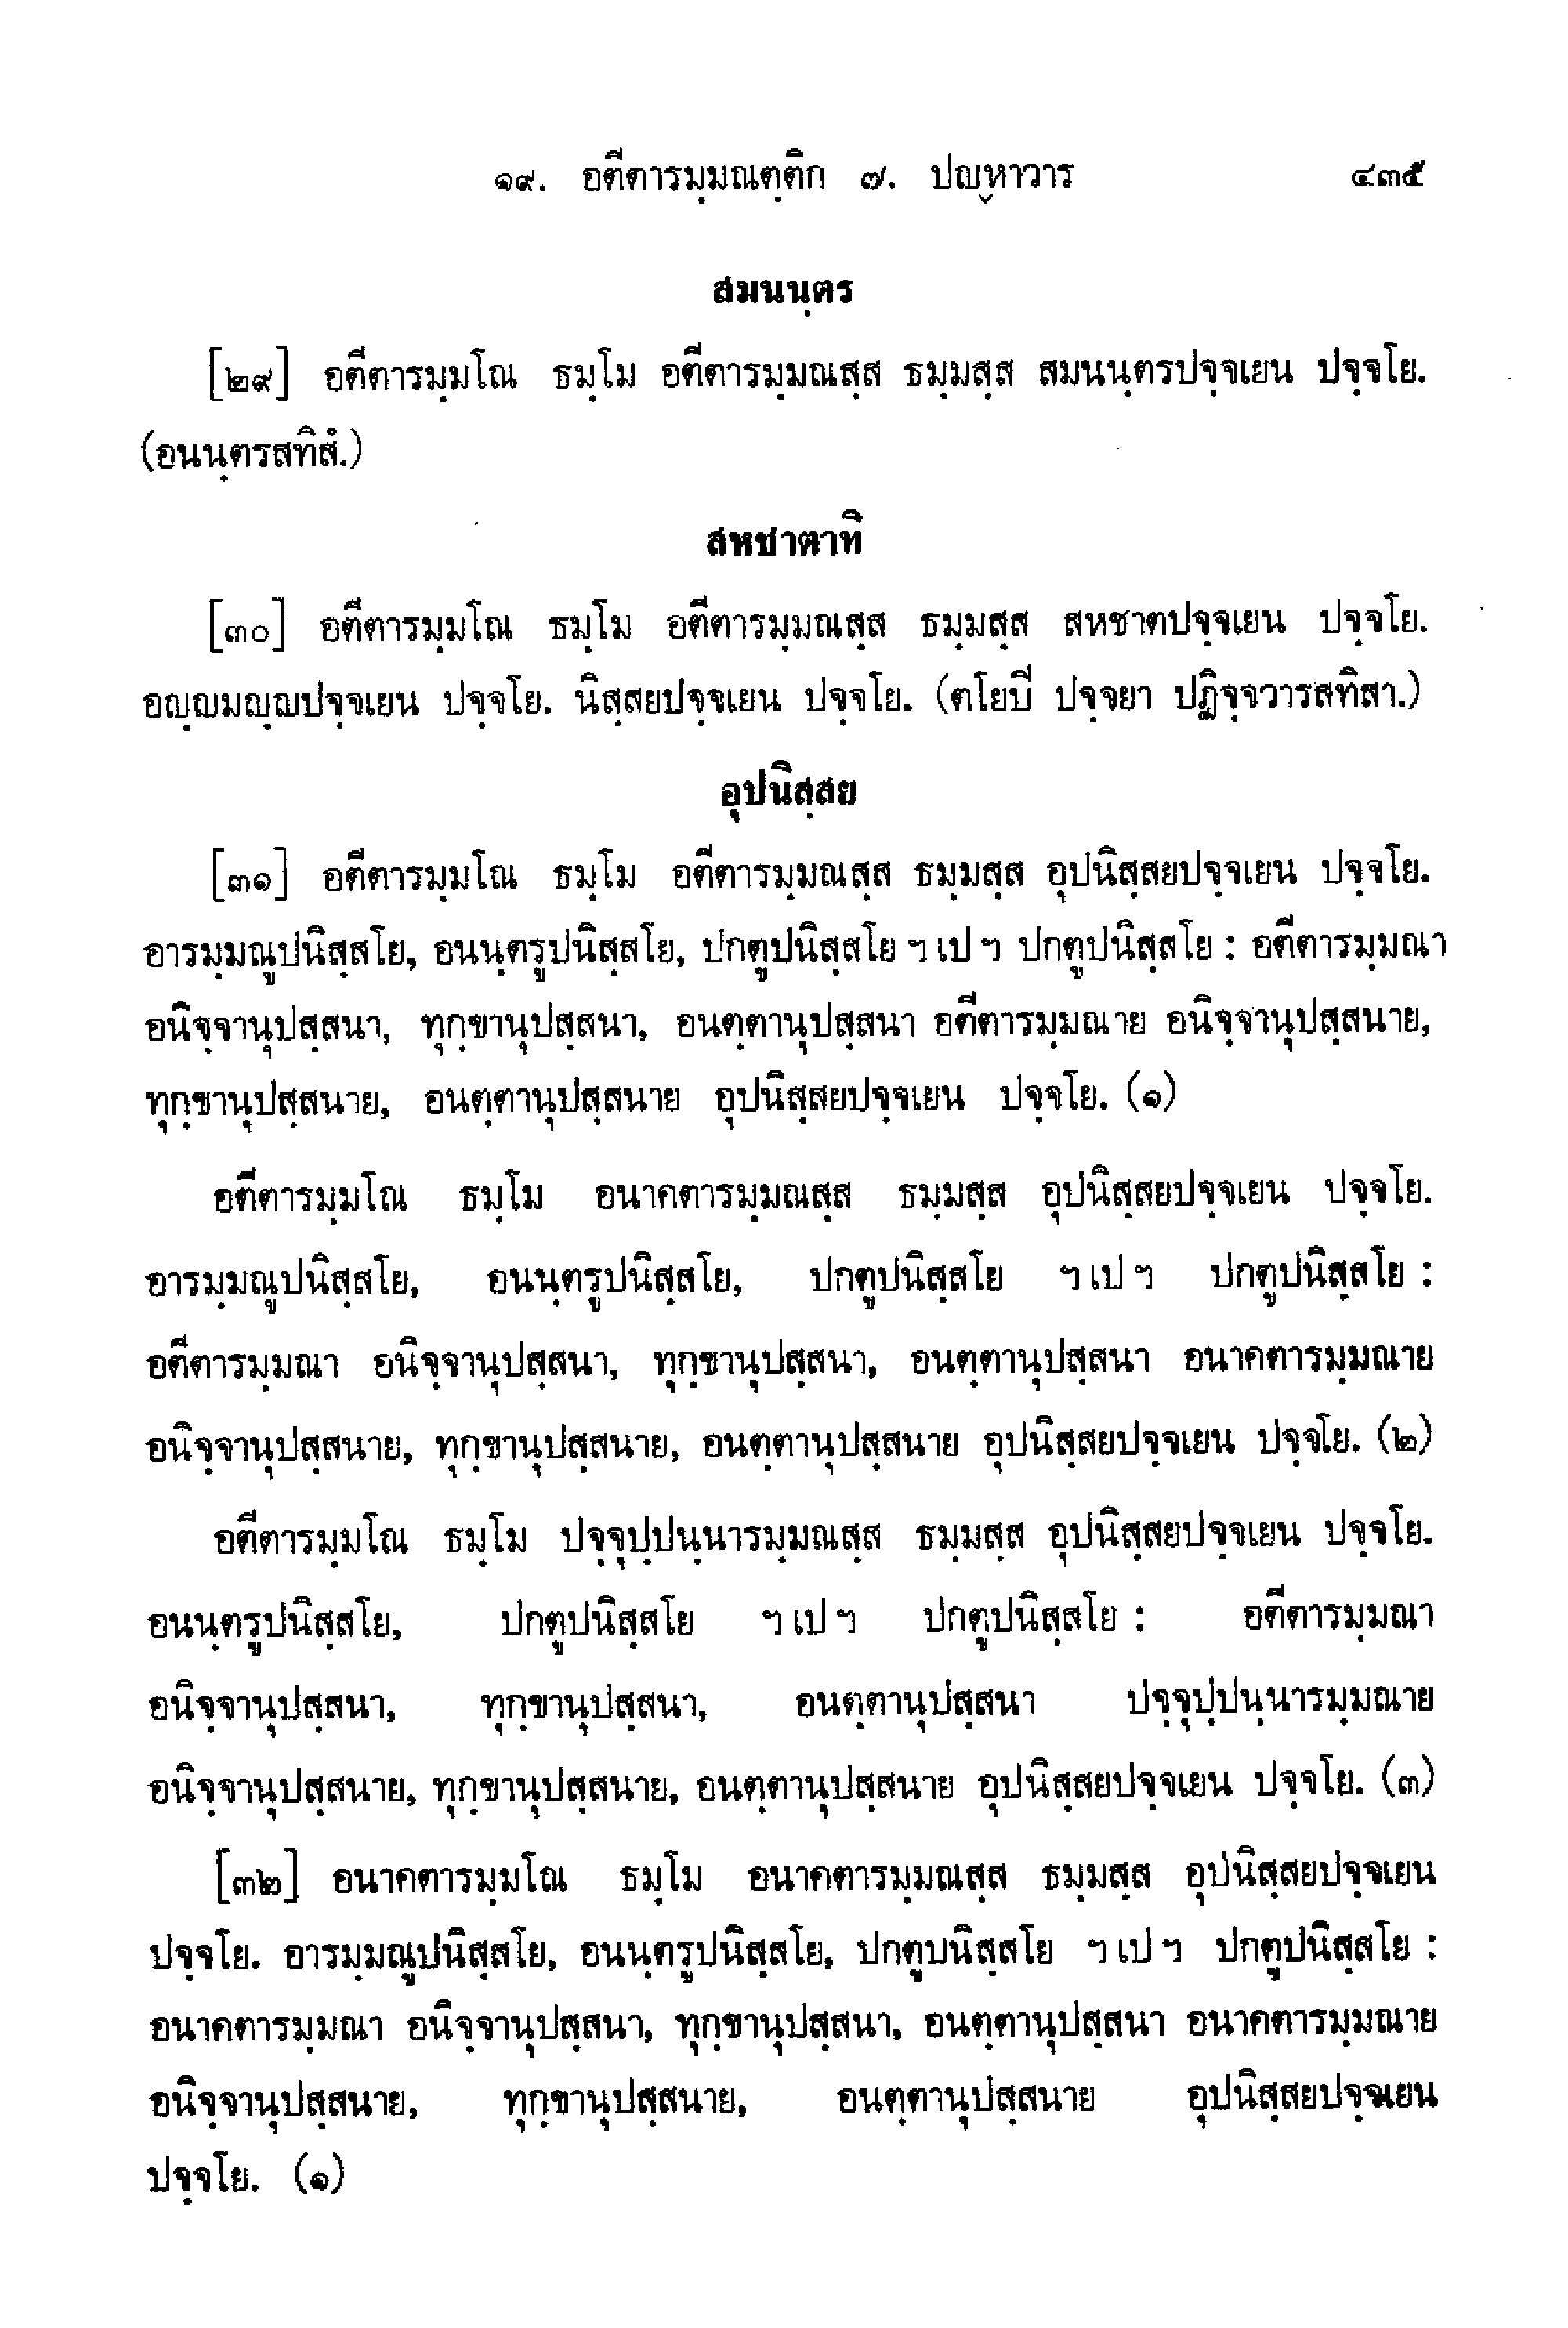 ๑๙. อตีตารมฺมณตฺติก ๗. ปญฺหาวาร ๔๓๕
สมนนฺตร
[๒๙] อตีตารมฺมโณ ธมฺโม อตีตารมฺมณสฺส ธมฺมสฺส สมนนฺตรปจฺจเยน ปจฺจโย.
(อนนฺตรสทิสํ.)
สหชาตาทิ
[๓๐] อตีตารมฺมโณ ธมฺโม อตีตารมฺมณสฺส ธมฺมสฺส สหชาตปจฺจเยน ปจฺจโย.
อญฺญมญฺญปจฺจเยน ปจฺจโย. นิสฺสยปจฺจเยน ปจฺจโย. (ตโยปิ ปจฺจยา ปฏิจฺจวารสทิสา.)
อุปนิสฺสย
[๓๑] อตีตารมฺมโณ ธมฺโม อตีตารมฺมณสฺส ธมฺมสฺส อุปนิสฺสยปจฺจเยน ปจฺจโย.
อารมฺมณูปนิสฺสโย, อนนฺตรูปนิสฺสโย, ปกตูปนิสฺสโย ฯ เป ฯ ปกตูปนิสฺสโย : อตีตารมฺมณา
อนิจฺจานุปสฺสนา, ทุกฺขานุปสฺสนา, อนตฺตานุปสฺสนา อตีตารมฺมณาย อนิจฺจานุปสฺสนาย,
ทุกฺขานุปสฺสนาย, อนตฺตานุปสฺสนาย อุปนิสฺสยปจฺจเยน ปจฺจโย. (๑)
อตีตารมฺมโณ ธมฺโม อนาคตารมฺมณสฺส ธมฺมสฺส อุปนิสฺสยปจฺจเยน ปจฺจโย.
อารมฺมณูปนิสฺสโย, อนนฺตรูปนิสฺสโย, ปกตูปนิสฺสโย ฯ เป ฯ ปกตูปนิสฺสโย :
อตีตารมฺมณา อนิจฺจานุปสฺสนา, ทุกฺขานุปสฺสนา, อนตฺตานุปสฺสนา อนาคตารมฺมณาย
อนิจฺจานุปสฺสนาย, ทุกฺขานุปสฺสนาย, อนตฺตานุปสฺสนาย อุปนิสฺสยปจฺจเยน ปจฺจโย. (๒)
อตีตารมฺมโณ ธมฺโม ปจฺจุปฺปนฺนารมฺมณสฺส ธมฺมสฺส อุปนิสฺสยปจฺจเยน ปจฺจโย.
อนนฺตรูปนิสฺสโย, ปกตูปนิสฺสโย ฯ เป ฯ ปกตูปนิสฺสโย : อตีตารมฺมณา
อนิจฺจานุปสฺสนา, ทุกฺขานุปสฺสนา, อนตฺตานุปสฺสนา ปจฺจุปฺปนฺนารมฺมณาย
อนิจฺจานุปสฺสนาย, ทุกฺขานุปสฺสนาย, อนตฺตานุปสฺสนาย อุปนิสฺสยปจฺจเยน ปจฺจโย. (๓)
[๓๒] อนาคตารมฺมโณ ธมฺโม อนาคตารมฺมณสฺส ธมฺมสฺส อุปนิสฺสยปจฺจเยน
ปจฺจโย. อารมฺมณูปนิสฺสโย, อนนฺตรูปนิสฺสโย, ปกตูปนิสฺสโย ฯ เป ฯ ปกตูปนิสฺสโย :
อนาคตารมฺมณา อนิจฺจานุปสฺสนา, ทุกฺขานุปสฺสนา, อนตฺตานุปสฺสนา อนาคตารมฺมณาย
อนิจฺจานุปสฺสนาย, ทุกฺขานุปสฺสนาย, อนตฺตานุปสฺสนาย อุปนิสฺสยปจฺจเยน
ปจฺจโย. (๑)